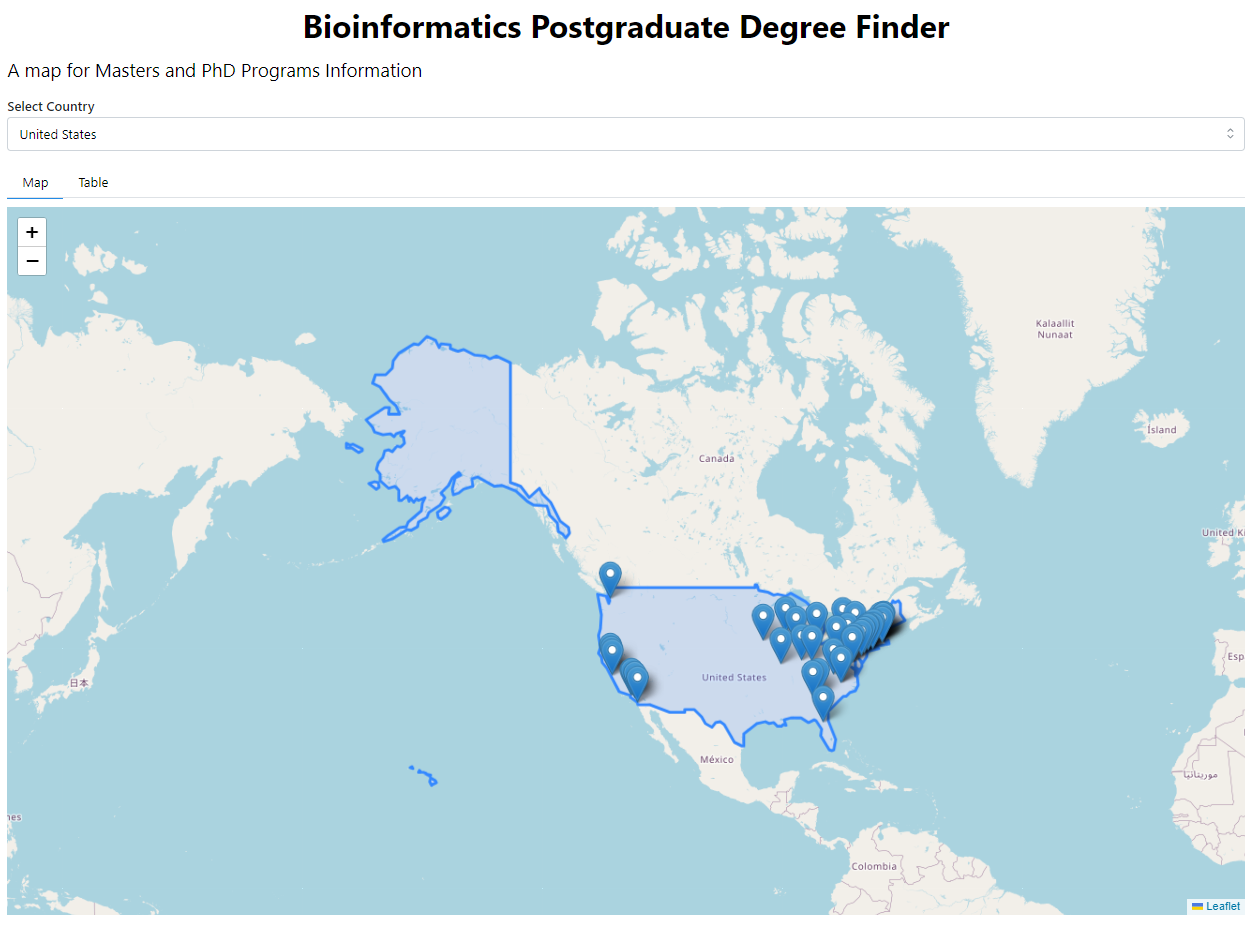 Bioinformatics Postgraduate Degree Finder
A map for Masters and PhD Programs Information
Select Country
United States
Map
Table
+
−
Kalaallit
Nunaat
Ísland
Canada
United Ki
Esp
日本
United States
México
موريتانيا
nes
Colombia
Leaflet